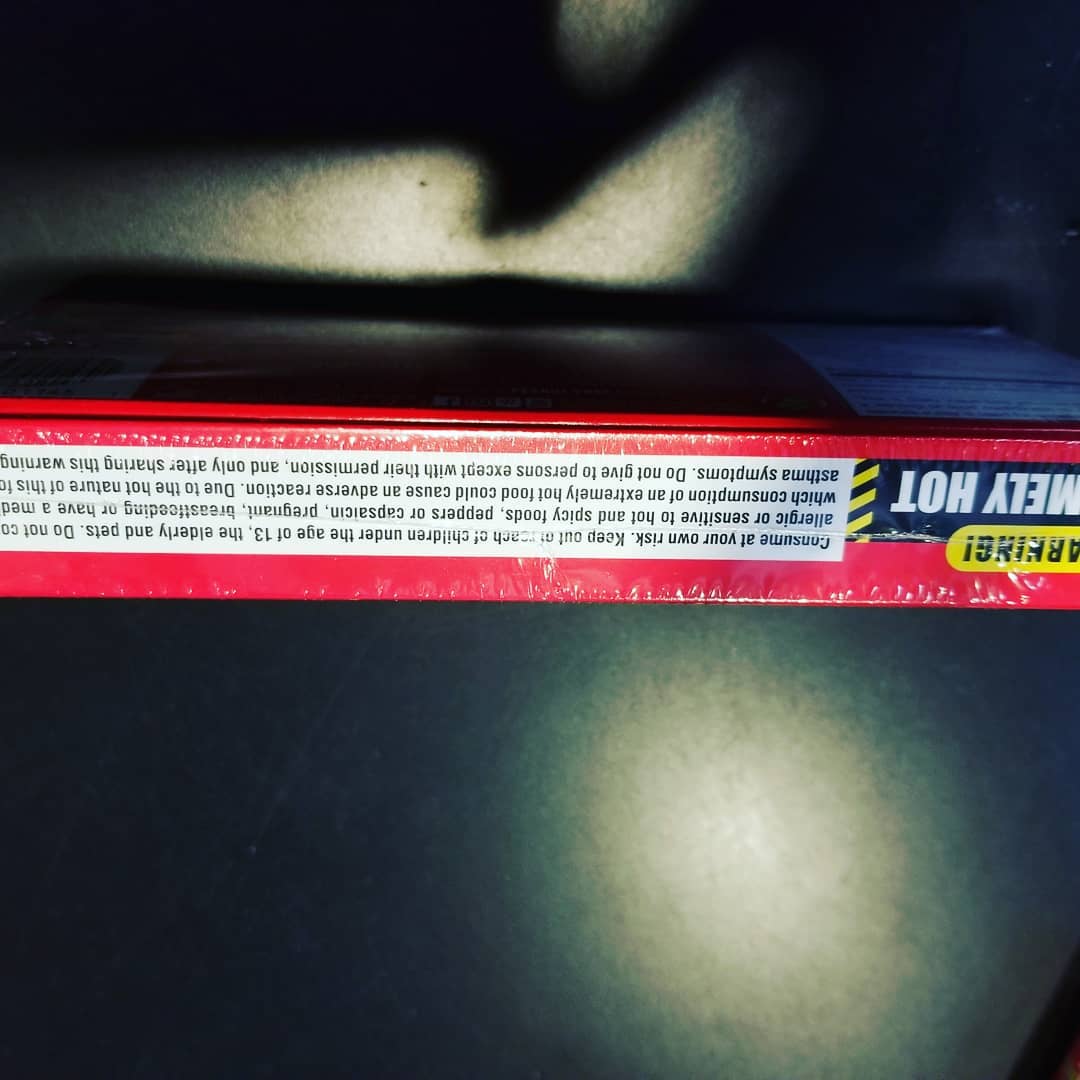 ARNING!
MELY HOT
Consume at your own risk. Keep out of reach of children under the age of 13, the elderly and pets. Do not co
allergic or sensitive to hot and spicy foods, peppers or capsaicin, pregnant, breastfeeding or have a medi
which consumption of an extremely hot food could cause an adverse reaction. Due to the hot nature of this fo
asthma symptoms. Do not give to persons except with their permission, and only after sharing this warning